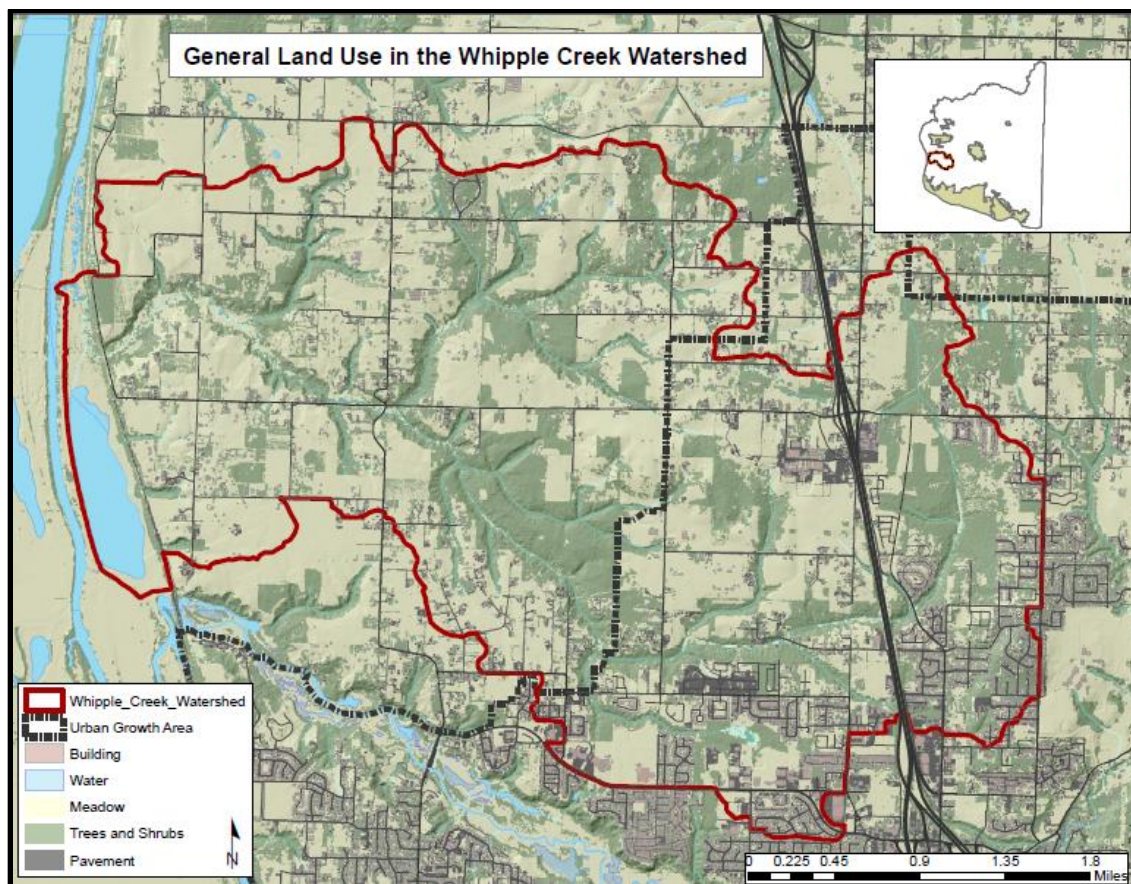 General Land Use in the Whipple Creek Watershed
Whipple_Creek_Watershed
Urban Growth Area
Building
Water
Meadow
Trees and Shrubs
Pavement
N
0 0.225 0.45 0.9 1.35 1.8
Miles